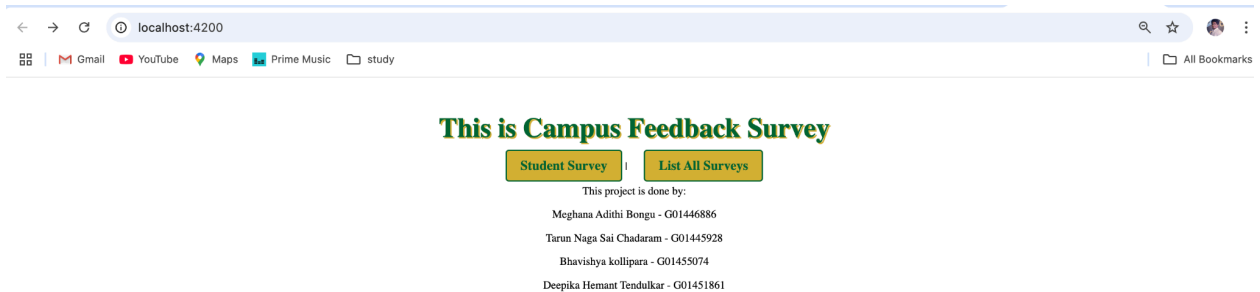 localhost:4200
Gmail YouTube Maps Prime Music study All Bookmarks
This is Campus Feedback Survey
Student Survey | List All Surveys
This project is done by:
Meghana Adithi Bongu - G01446886
Tarun Naga Sai Chadaram - G01445928
Bhavishya kollipara - G01455074
Deepika Hemant Tendulkar - G01451861